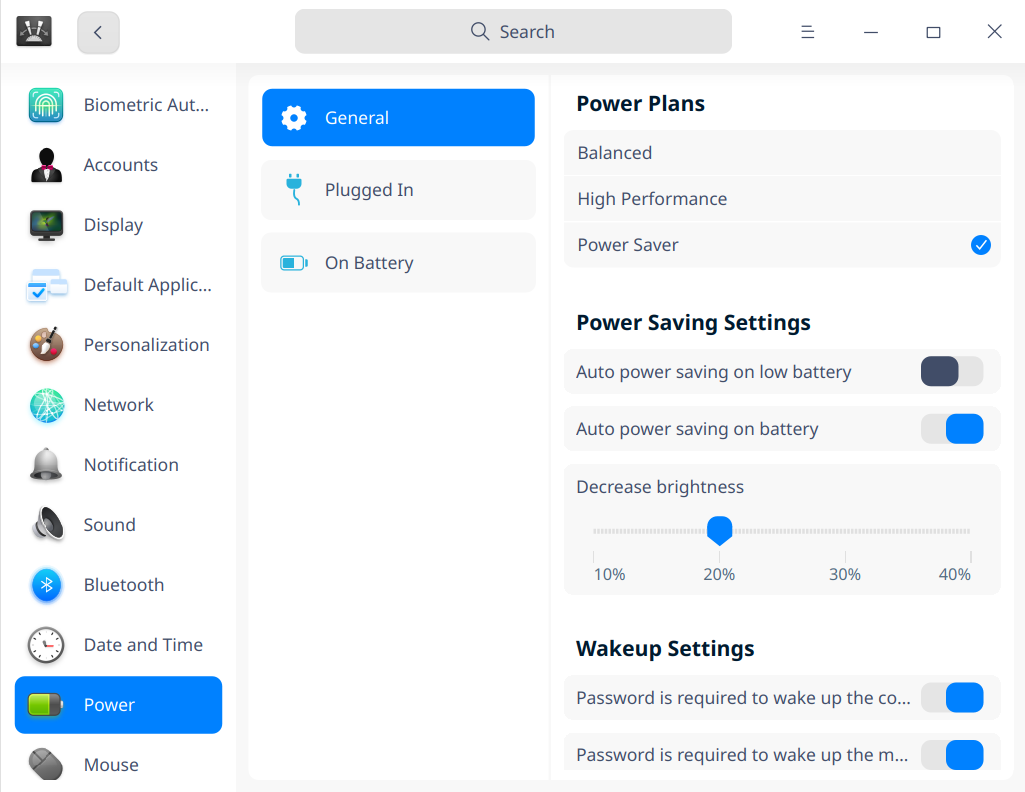 Search
Biometric Aut...
Accounts
Display
Default Applic...
Personalization
Network
Notification
Sound
Bluetooth
Date and Time
Power
Mouse
General
Plugged In
On Battery
Power Plans
Balanced
High Performance
Power Saver
Power Saving Settings
Auto power saving on low battery
Auto power saving on battery
Decrease brightness
10% 20% 30% 40%
Wakeup Settings
Password is required to wake up the co...
Password is required to wake up the m...